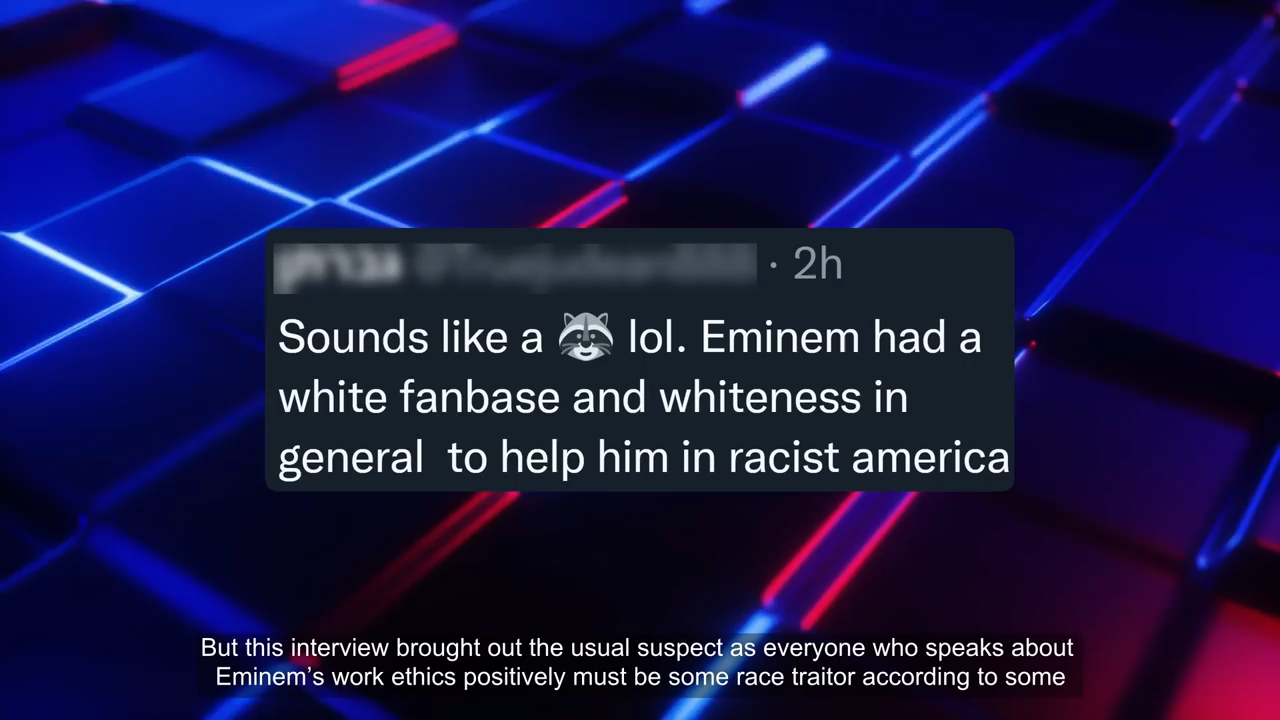 · 2h
Sounds like a 🦝 lol. Eminem had a
white fanbase and whiteness in
general  to help him in racist america
But this interview brought out the usual suspect as everyone who speaks about
Eminem’s work ethics positively must be some race traitor according to some